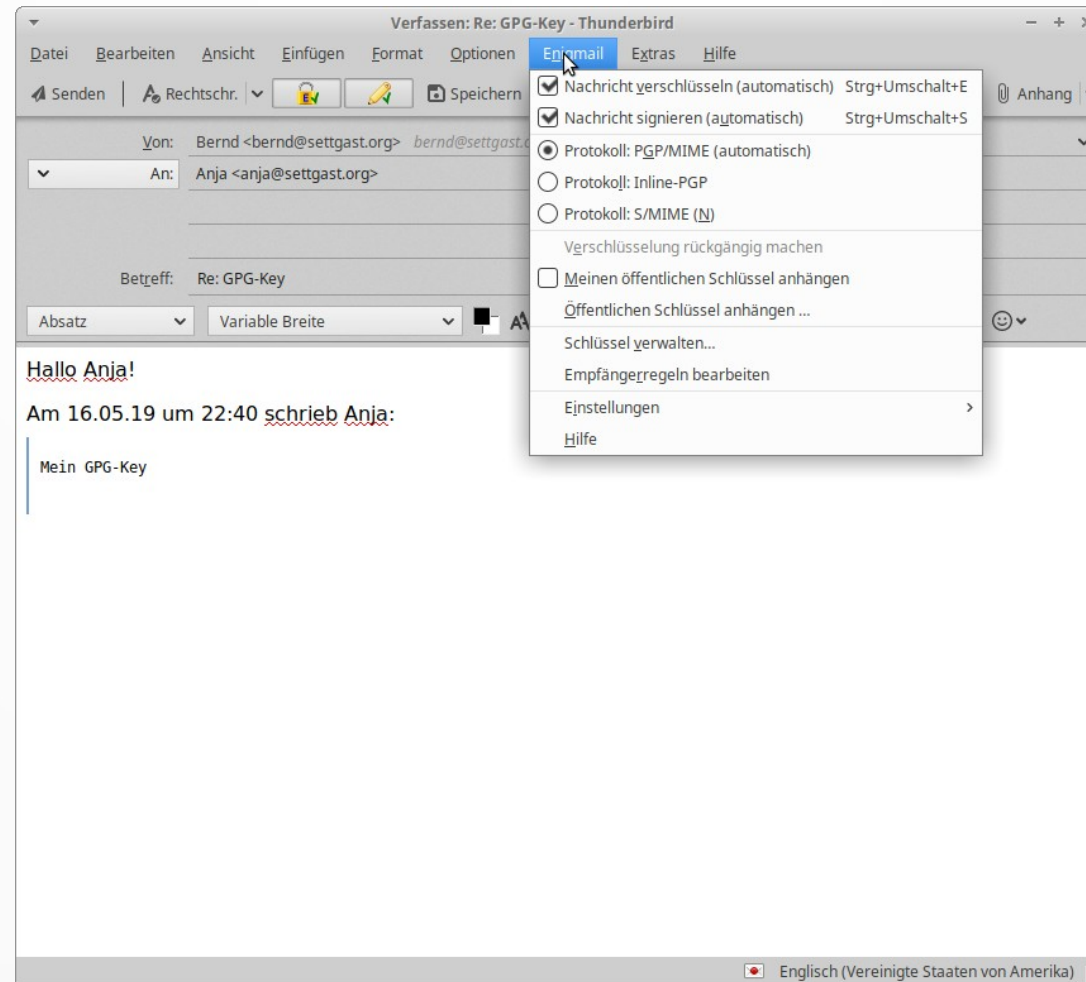 Verfassen: Re: GPG-Key - Thunderbird
Datei Bearbeiten Ansicht Einfügen Format Optionen Enigmail Extras Hilfe
Senden Rechtschr. Speichern Anhang
Nachricht verschlüsseln (automatisch) Strg+Umschalt+E
Nachricht signieren (automatisch) Strg+Umschalt+S
Protokoll: PGP/MIME (automatisch)
Protokoll: Inline-PGP
Protokoll: S/MIME (N)
Verschlüsselung rückgängig machen
Meinen öffentlichen Schlüssel anhängen
Öffentlichen Schlüssel anhängen ...
Schlüssel verwalten...
Empfängerregeln bearbeiten
Einstellungen
Hilfe
Von: Bernd <bernd@settgast.org> bernd@settgast.
An: Anja <anja@settgast.org>
Betreff: Re: GPG-Key
Absatz Variable Breite
Hallo Anja!
Am 16.05.19 um 22:40 schrieb Anja:
Mein GPG-Key
Englisch (Vereinigte Staaten von Amerika)